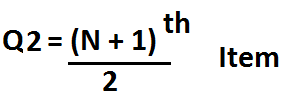 Q2 = (N + 1) th
2 Item